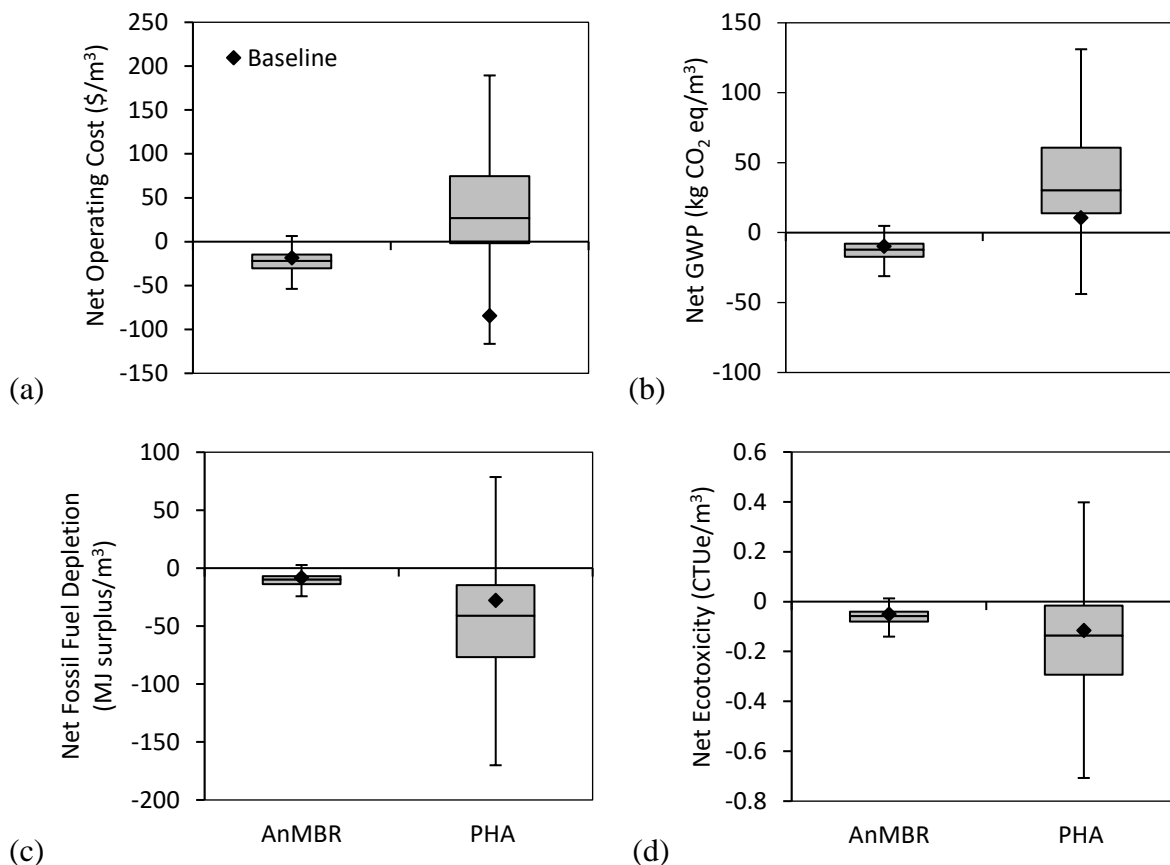 250
200
150
100
50
0
-50
-100
-150
Net Operating Cost ($/m³)
Baseline
(a)
150
100
50
0
-50
-100
Net GWP (kg CO₂ eq/m³)
(b)
100
50
0
-50
-100
-150
-200
Net Fossil Fuel Depletion
(MJ surplus/m³)
AnMBR PHA
(c)
0.6
0.4
0.2
0
-0.2
-0.4
-0.6
-0.8
Net Ecotoxicity (CTUe/m³)
AnMBR PHA
(d)